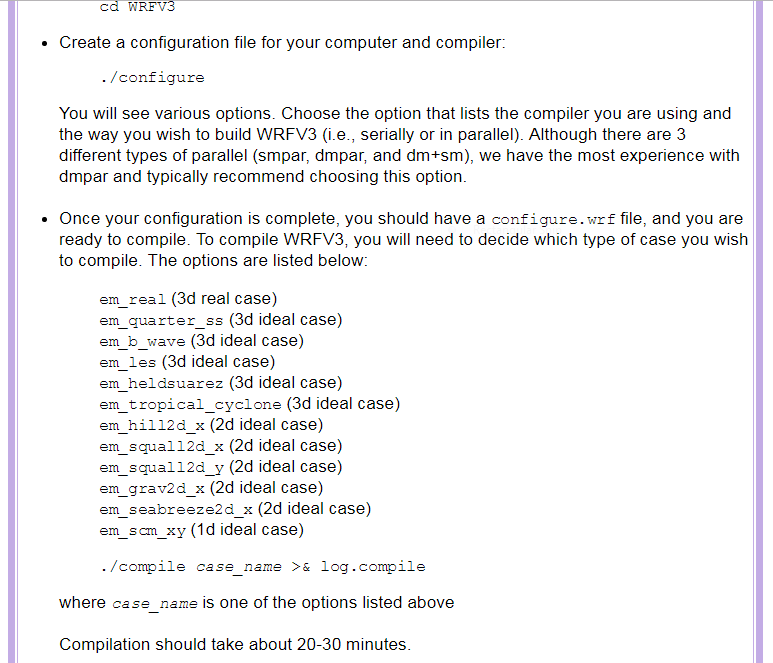 cd WRFV3
• Create a configuration file for your computer and compiler:
./configure
You will see various options. Choose the option that lists the compiler you are using and
the way you wish to build WRFV3 (i.e., serially or in parallel). Although there are 3
different types of parallel (smpar, dmpar, and dm+sm), we have the most experience with
dmpar and typically recommend choosing this option.
• Once your configuration is complete, you should have a configure.wrf file, and you are
ready to compile. To compile WRFV3, you will need to decide which type of case you wish
to compile. The options are listed below:
em_real (3d real case)
em_quarter_ss (3d ideal case)
em_b_wave (3d ideal case)
em_les (3d ideal case)
em_heldsuarez (3d ideal case)
em_tropical_cyclone (3d ideal case)
em_hill2d_x (2d ideal case)
em_squall2d_x (2d ideal case)
em_squall2d_y (2d ideal case)
em_grav2d_x (2d ideal case)
em_seabreeze2d_x (2d ideal case)
em_scm_xy (1d ideal case)
./compile case_name >& log.compile
where case_name is one of the options listed above
Compilation should take about 20-30 minutes.